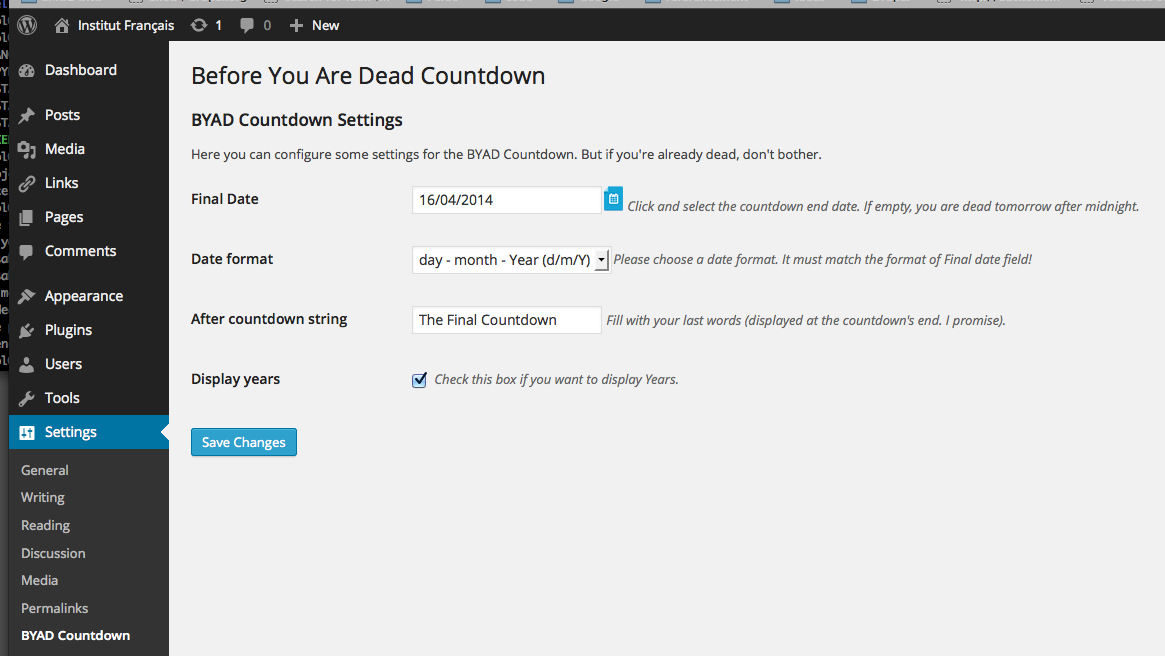 Institut Français 1 0 New
Dashboard
Posts
Media
Links
Pages
Comments
Appearance
Plugins
Users
Tools
Settings
General
Writing
Reading
Discussion
Media
Permalinks
BYAD Countdown
Before You Are Dead Countdown
BYAD Countdown Settings
Here you can configure some settings for the BYAD Countdown. But if you're already dead, don't bother.
Final Date 16/04/2014 Click and select the countdown end date. If empty, you are dead tomorrow after midnight.
Date format day - month - Year (d/m/Y) Please choose a date format. It must match the format of Final date field!
After countdown string The Final Countdown Fill with your last words (displayed at the countdown's end. I promise).
Display years Check this box if you want to display Years.
Save Changes